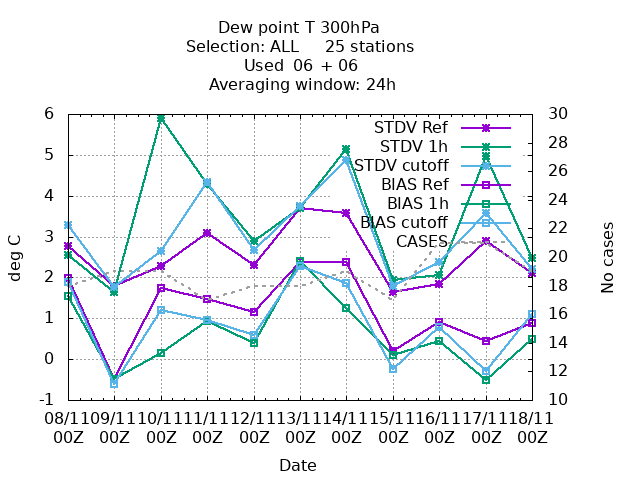 Dew point T 300hPa
Selection: ALL     25 stations
Used  06 + 06
Averaging window: 24h
6
5
4
3
2
1
0
-1
deg C
30
28
26
24
22
20
18
16
14
12
10
No cases
STDV Ref
STDV 1h
STDV cutoff
BIAS Ref
BIAS 1h
BIAS cutoff
CASES
08/11 09/11 10/11 11/11 12/11 13/11 14/11 15/11 16/11 17/11 18/11
00Z 00Z 00Z 00Z 00Z 00Z 00Z 00Z 00Z 00Z 00Z
Date